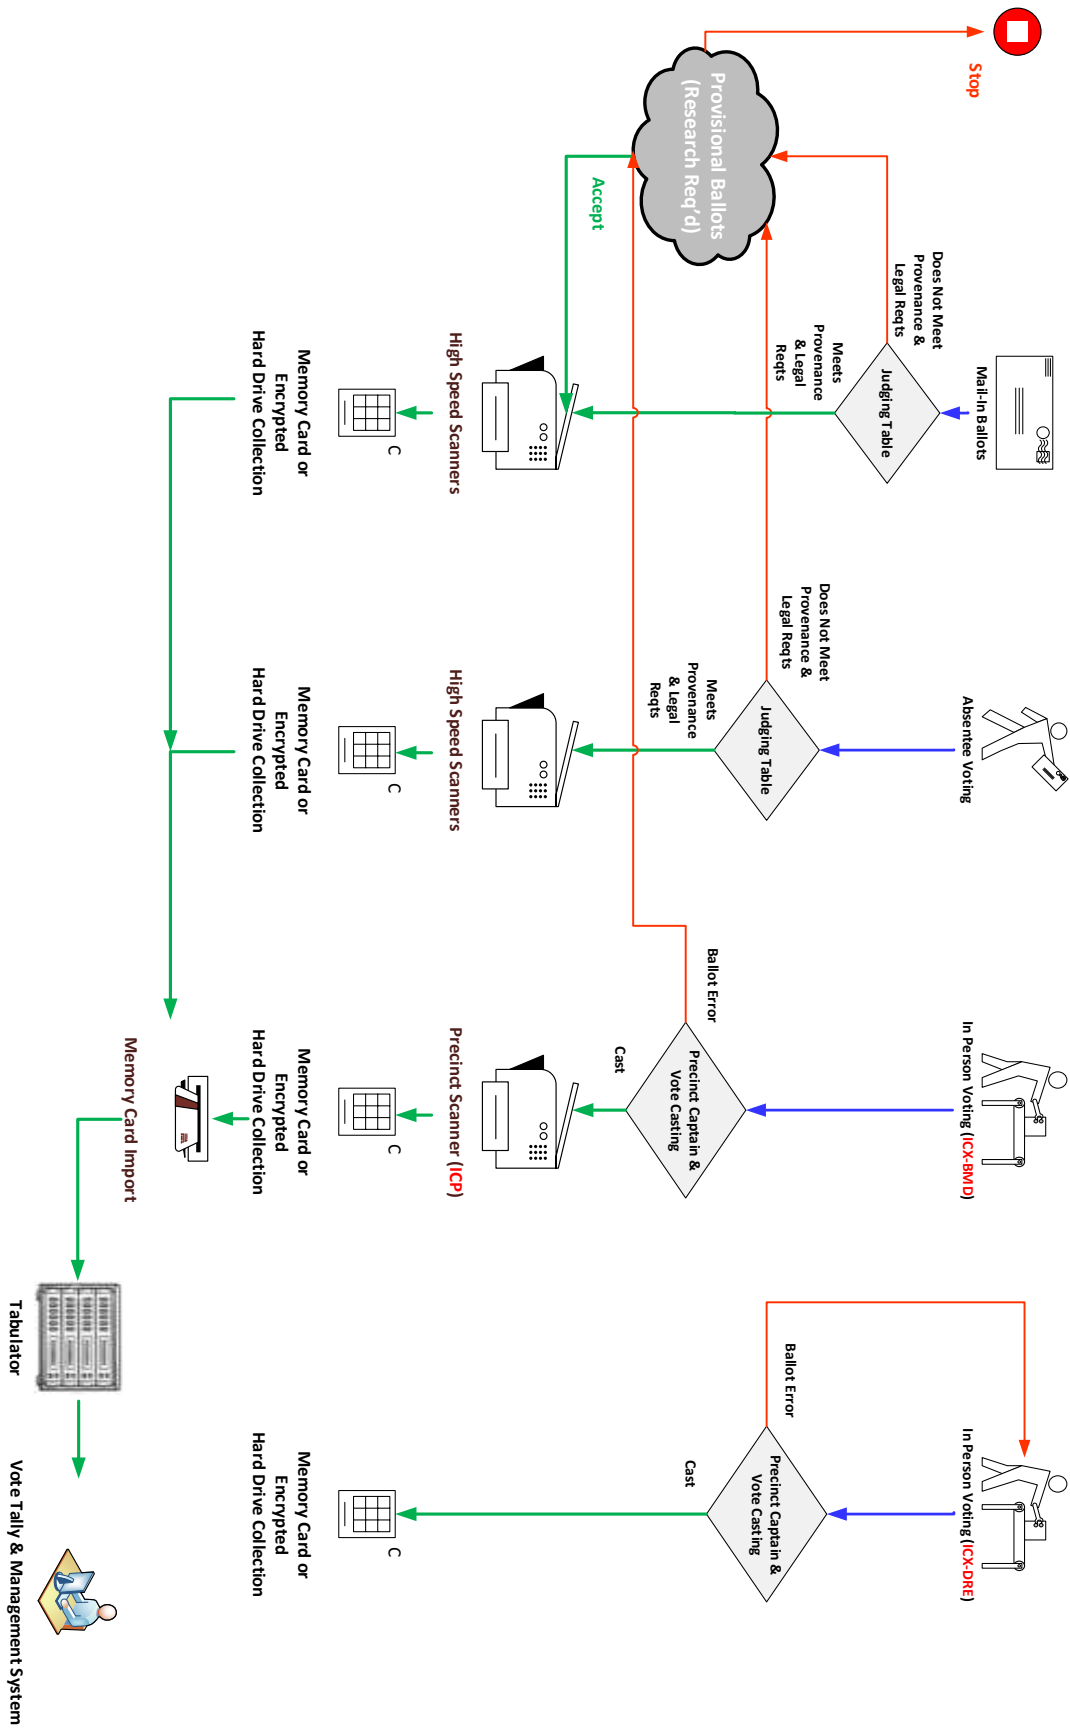 Mail-In Ballots
Absentee Voting
In Person Voting (ICX-BMD)
In Person Voting (ICX-DRE)
Stop
Provisional Ballots
(Research Req'd)
Accept
Does Not Meet
Provenance &
Legal Reqts
Judging Table
Meets
Provenance
& Legal
Reqts
Does Not Meet
Provenance &
Legal Reqts
Judging Table
Meets
Provenance
& Legal
Reqts
Ballot Error
Precinct Captain &
Vote Casting
Cast
Ballot Error
Precinct Captain &
Vote Casting
Cast
High Speed Scanners
High Speed Scanners
Precinct Scanner (ICP)
C
C
C
C
Memory Card or
Encrypted
Hard Drive Collection
Memory Card or
Encrypted
Hard Drive Collection
Memory Card or
Encrypted
Hard Drive Collection
Memory Card or
Encrypted
Hard Drive Collection
Memory Card Import
Tabulator
Vote Tally & Management System